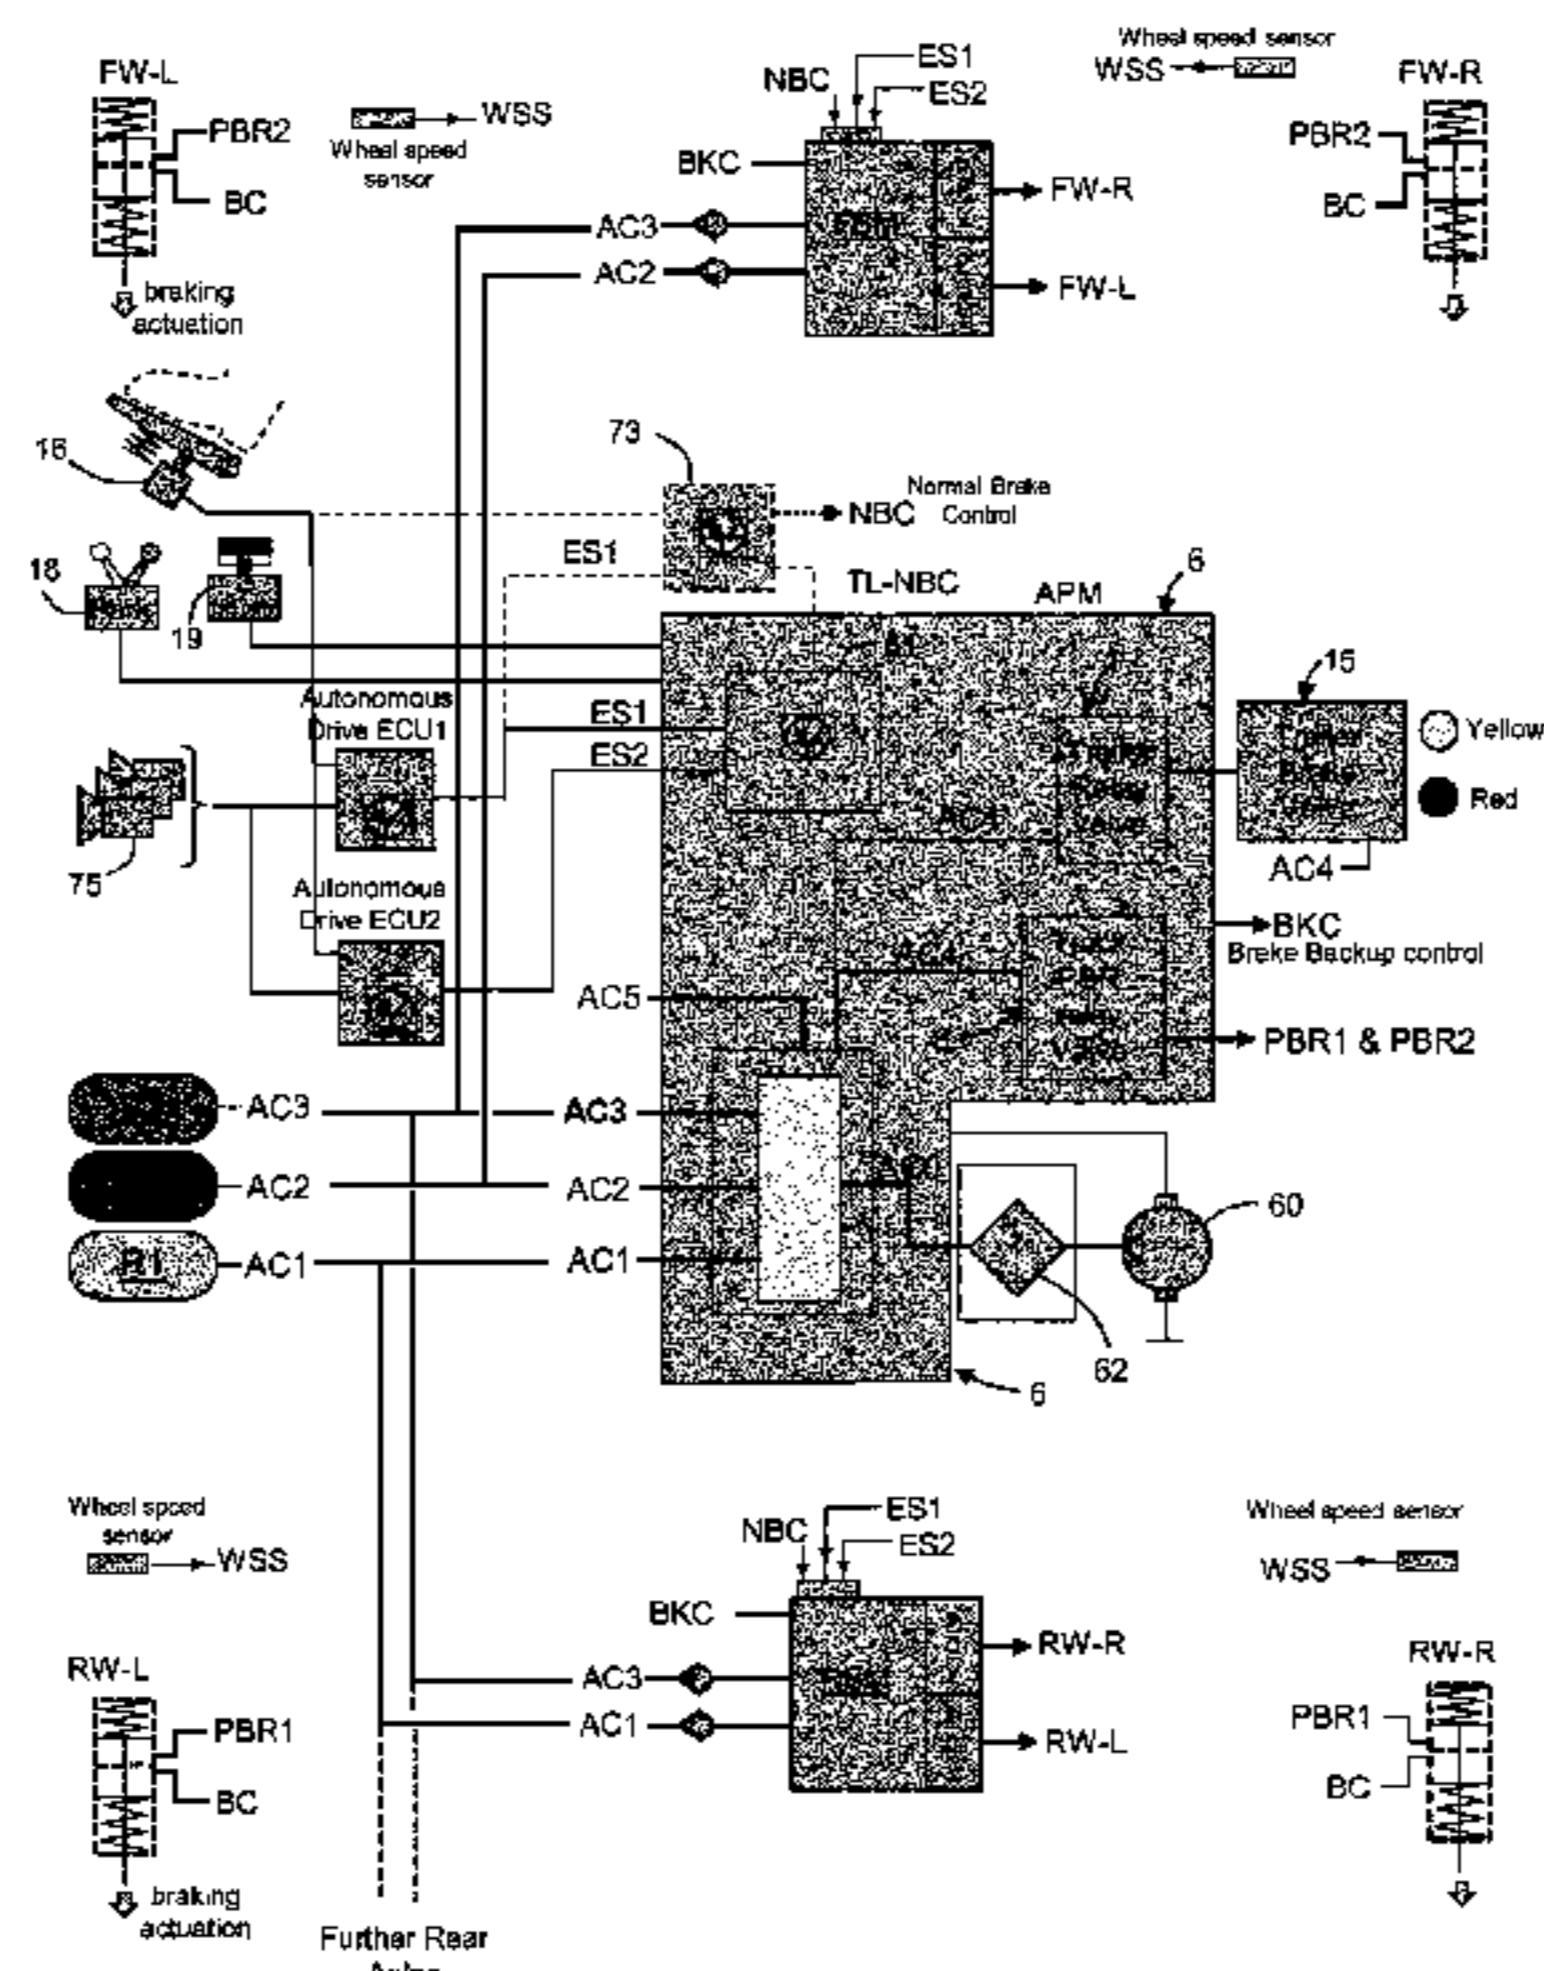 Wheel speed sensor
FW-L
NBC
ES1
ES2
WSS
FW-R
PBR2
WSS
Wheel speed
sensor
BKC
PBR2
BC
AC3
FW-R
BC
AC2
FW-L
braking
actuation
16
73
NBC
Normal Brake
Control
18
19
ES1
TL-NBC
APM
6
15
Autonomous
Drive ECU1
ES1
ES2
Yellow
Red
75
AC4
Autonomous
Drive ECU2
BKC
Brake Backup control
AC5
PBR1 & PBR2
AC3
AC3
AC2
AC2
R1
AC1
AC1
60
62
6
Wheel speed
sensor
WSS
NBC
ES1
ES2
Wheel speed sensor
WSS
BKC
RW-R
RW-L
AC3
RW-R
PBR1
AC1
RW-L
PBR1
BC
BC
braking
actuation
Further Rear